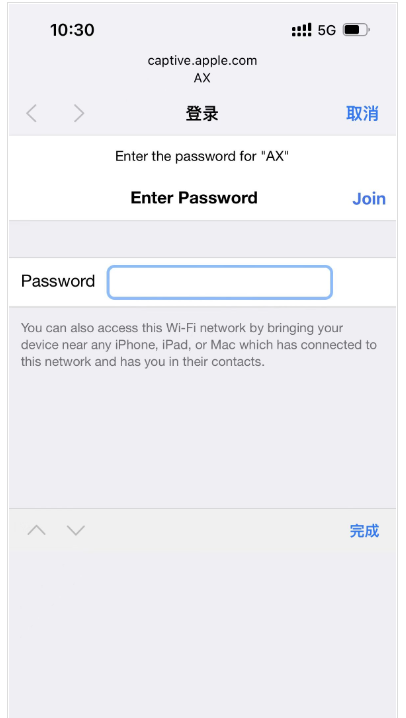 10:30
5G
captive.apple.com
AX
登录
取消
Enter the password for "AX"
Enter Password
Join
Password
You can also access this Wi-Fi network by bringing your
device near any iPhone, iPad, or Mac which has connected to
this network and has you in their contacts.
完成